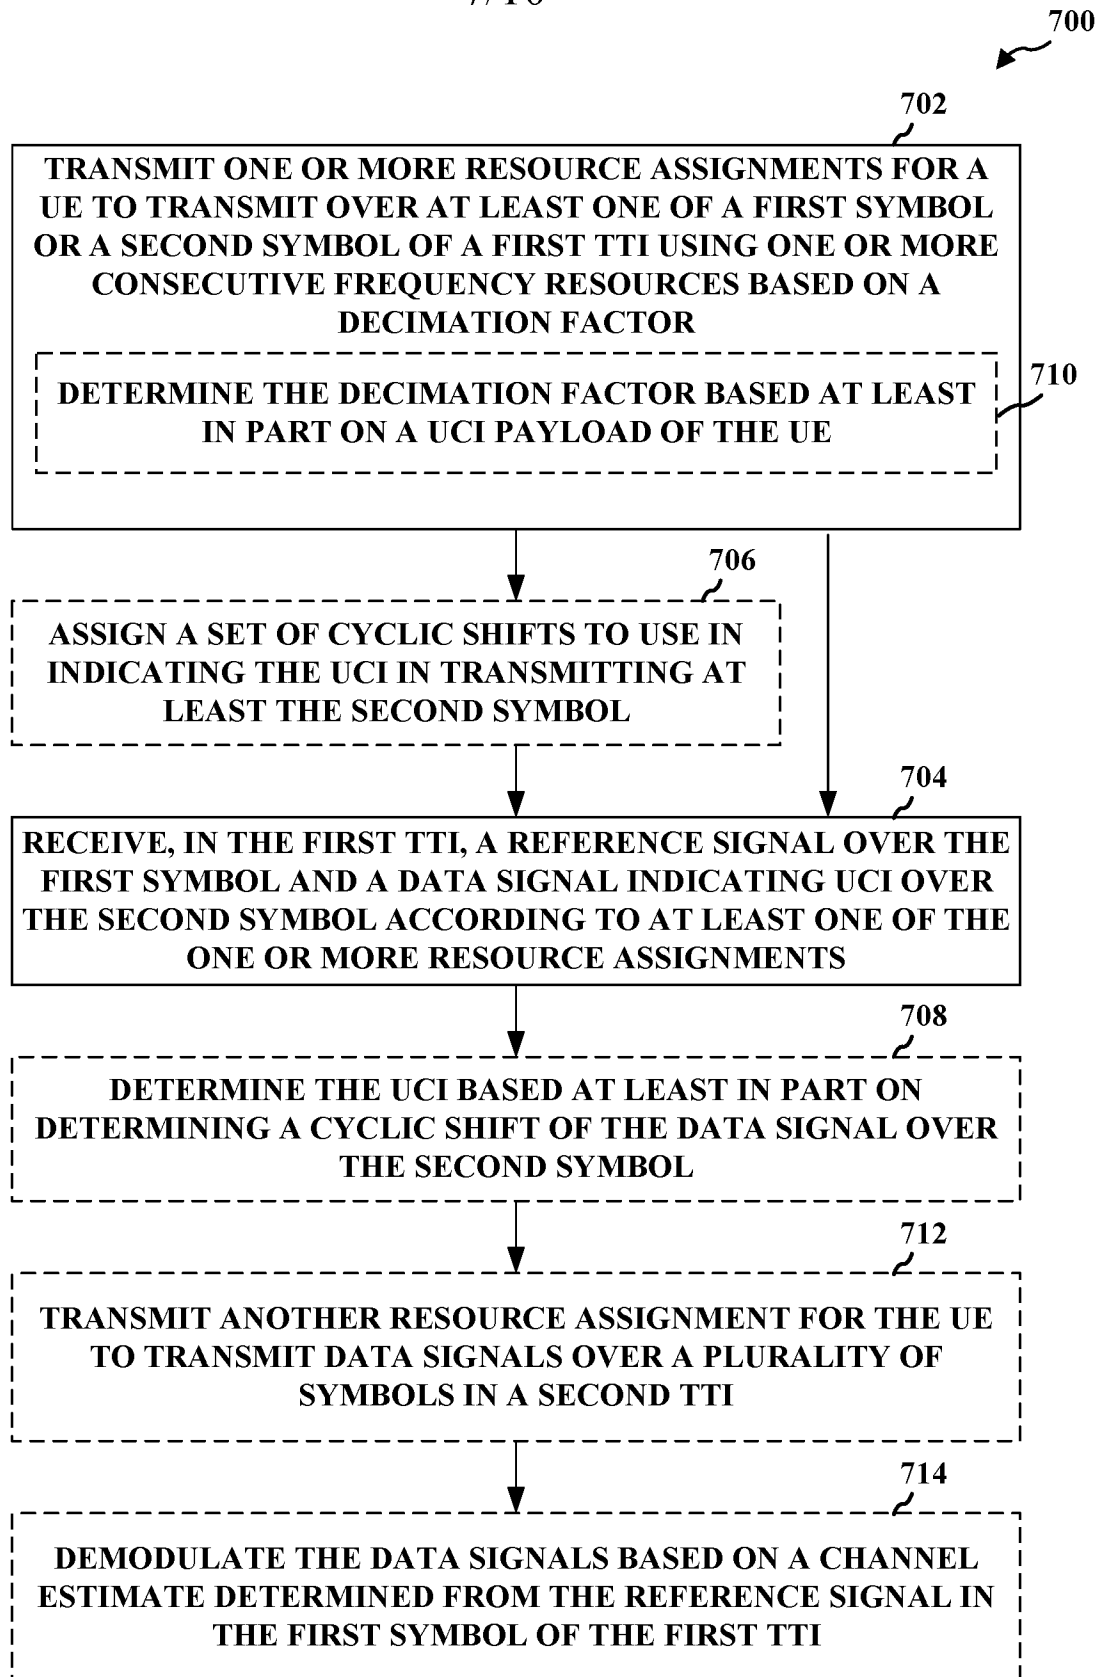 700
702
TRANSMIT ONE OR MORE RESOURCE ASSIGNMENTS FOR A
UE TO TRANSMIT OVER AT LEAST ONE OF A FIRST SYMBOL
OR A SECOND SYMBOL OF A FIRST TTI USING ONE OR MORE
CONSECUTIVE FREQUENCY RESOURCES BASED ON A
DECIMATION FACTOR
710
DETERMINE THE DECIMATION FACTOR BASED AT LEAST
IN PART ON A UCI PAYLOAD OF THE UE
706
ASSIGN A SET OF CYCLIC SHIFTS TO USE IN
INDICATING THE UCI IN TRANSMITTING AT
LEAST THE SECOND SYMBOL
704
RECEIVE, IN THE FIRST TTI, A REFERENCE SIGNAL OVER THE
FIRST SYMBOL AND A DATA SIGNAL INDICATING UCI OVER
THE SECOND SYMBOL ACCORDING TO AT LEAST ONE OF THE
ONE OR MORE RESOURCE ASSIGNMENTS
708
DETERMINE THE UCI BASED AT LEAST IN PART ON
DETERMINING A CYCLIC SHIFT OF THE DATA SIGNAL OVER
THE SECOND SYMBOL
712
TRANSMIT ANOTHER RESOURCE ASSIGNMENT FOR THE UE
TO TRANSMIT DATA SIGNALS OVER A PLURALITY OF
SYMBOLS IN A SECOND TTI
714
DEMODULATE THE DATA SIGNALS BASED ON A CHANNEL
ESTIMATE DETERMINED FROM THE REFERENCE SIGNAL IN
THE FIRST SYMBOL OF THE FIRST TTI